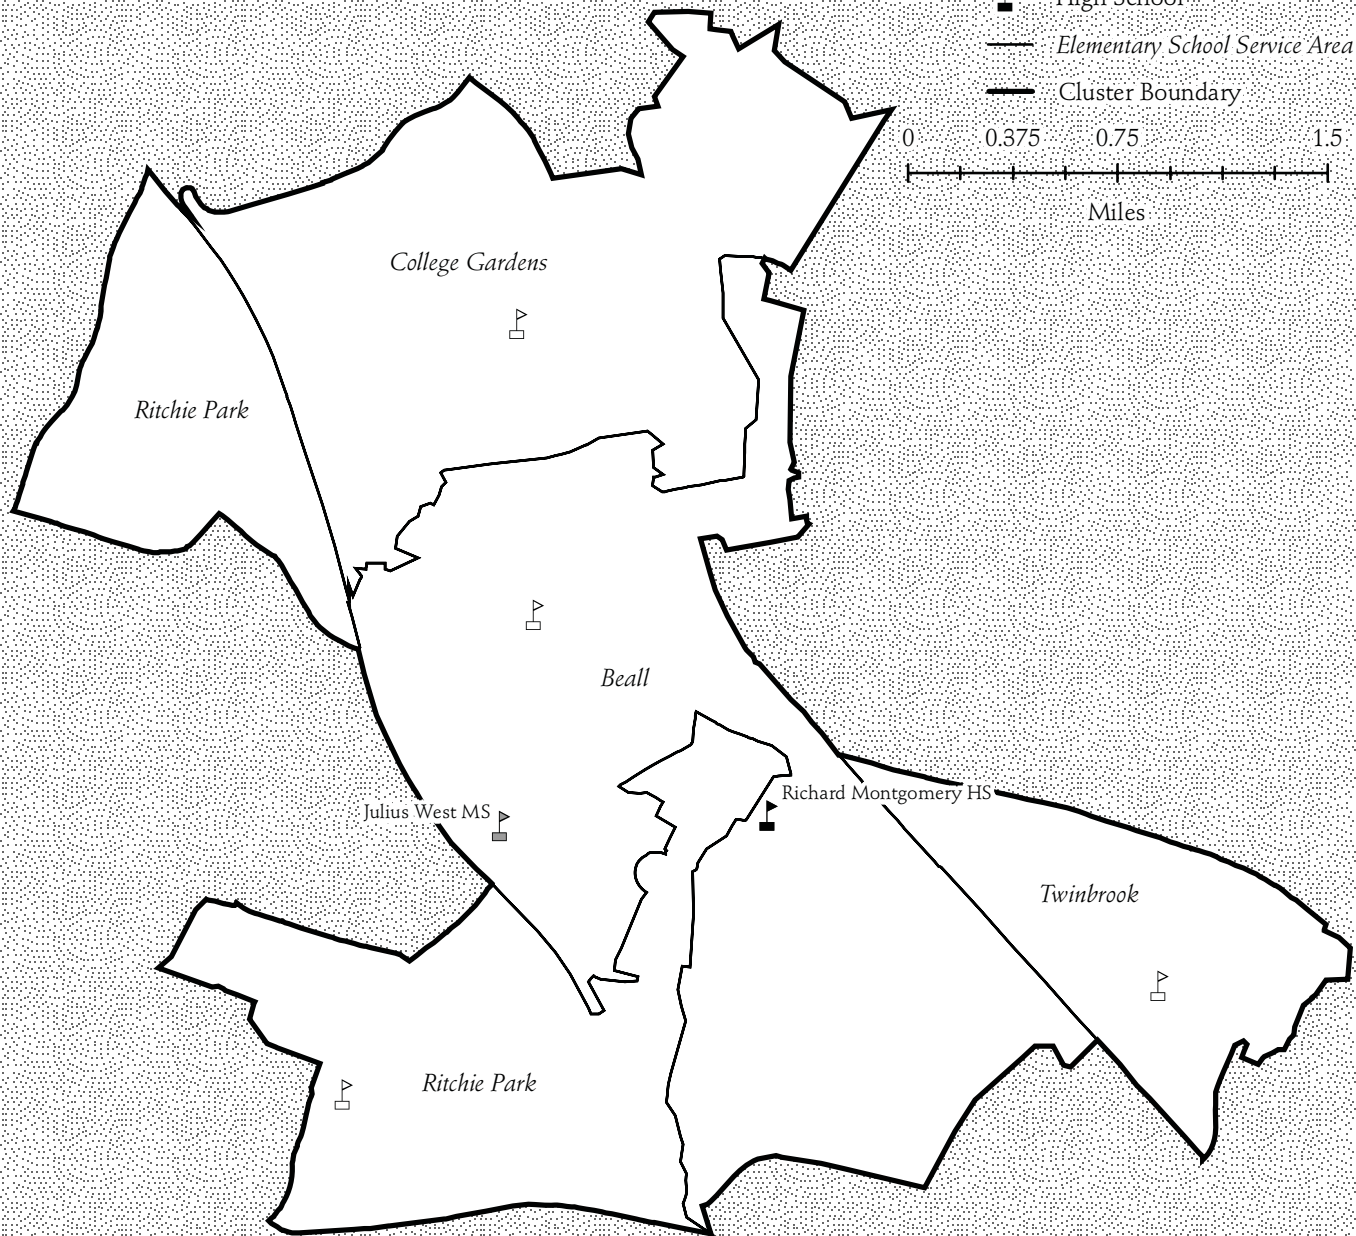 High School
Elementary School Service Area
Cluster Boundary
0 0.375 0.75 1.5
Miles
College Gardens
Ritchie Park
Beall
Richard Montgomery HS
Julius West MS
Twinbrook
Ritchie Park